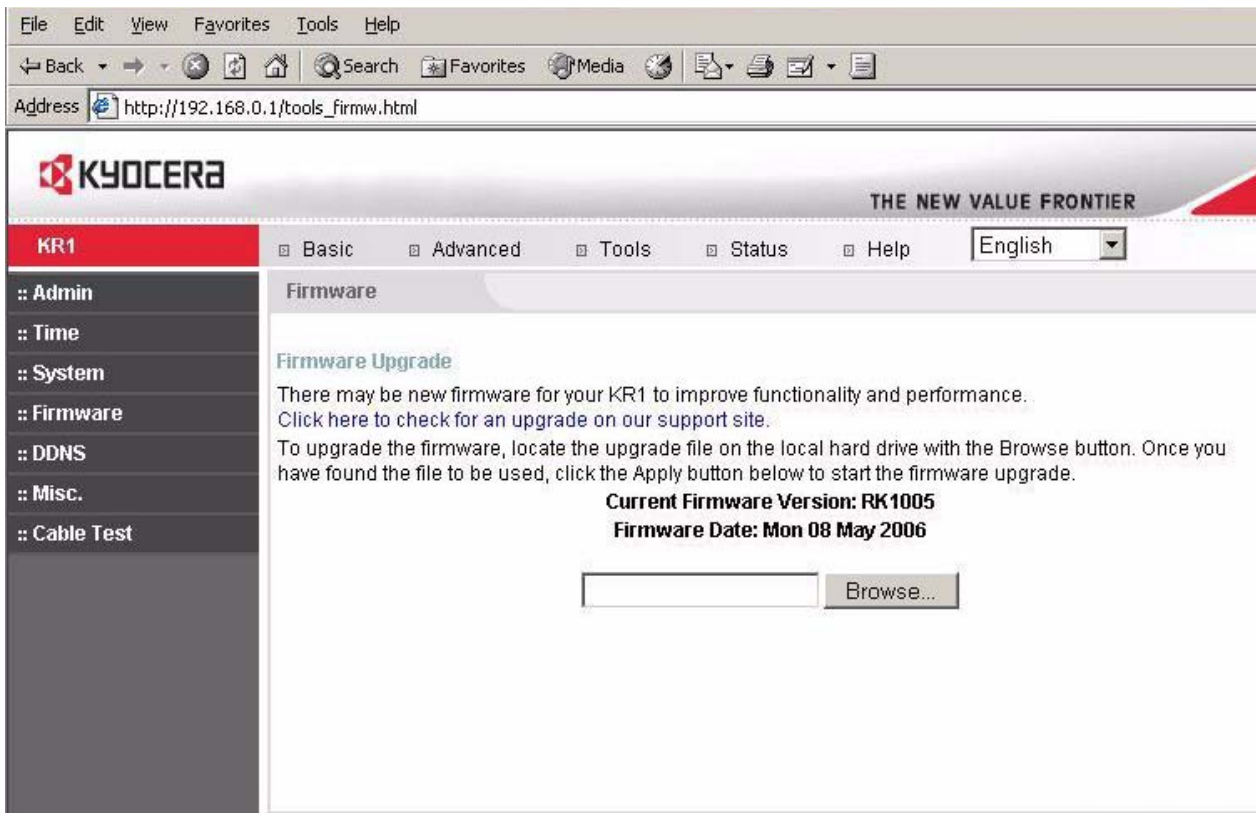 File Edit View Favorites Tools Help
Back Search Favorites Media
Address http://192.168.0.1/tools_firmw.html
KYOCERA
THE NEW VALUE FRONTIER
KR1 Basic Advanced Tools Status Help English
:: Admin
:: Time
:: System
:: Firmware
:: DDNS
:: Misc.
:: Cable Test
Firmware
Firmware Upgrade
There may be new firmware for your KR1 to improve functionality and performance.
Click here to check for an upgrade on our support site.
To upgrade the firmware, locate the upgrade file on the local hard drive with the Browse button. Once you
have found the file to be used, click the Apply button below to start the firmware upgrade.
Current Firmware Version: RK1005
Firmware Date: Mon 08 May 2006
Browse...